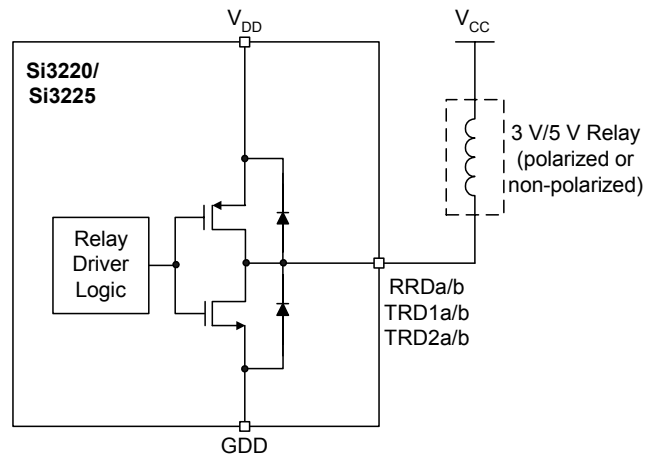 VDD
VCC
Si3220/
Si3225
3 V/5 V Relay
(polarized or
non-polarized)
Relay
Driver
Logic
RRDa/b
TRD1a/b
TRD2a/b
GDD